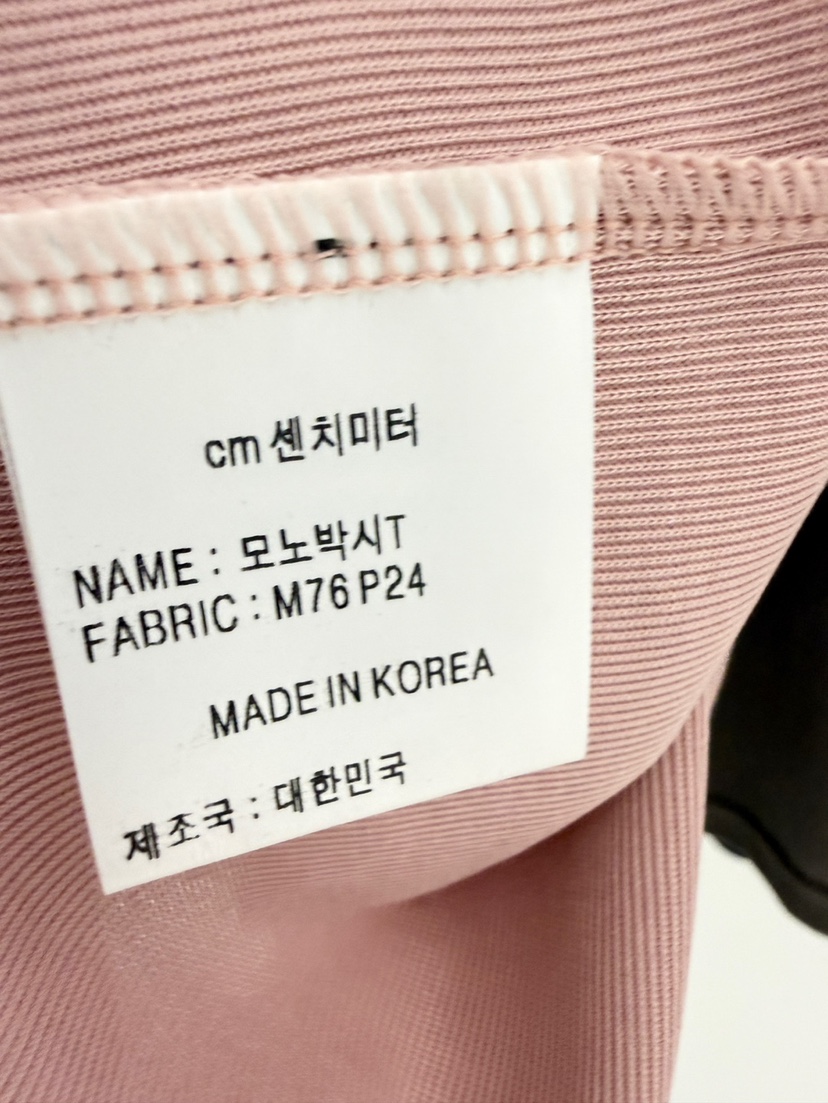 cm 센치미터
NAME : 모노박시T
FABRIC : M76 P24
MADE IN KOREA
제조국 : 대한민국